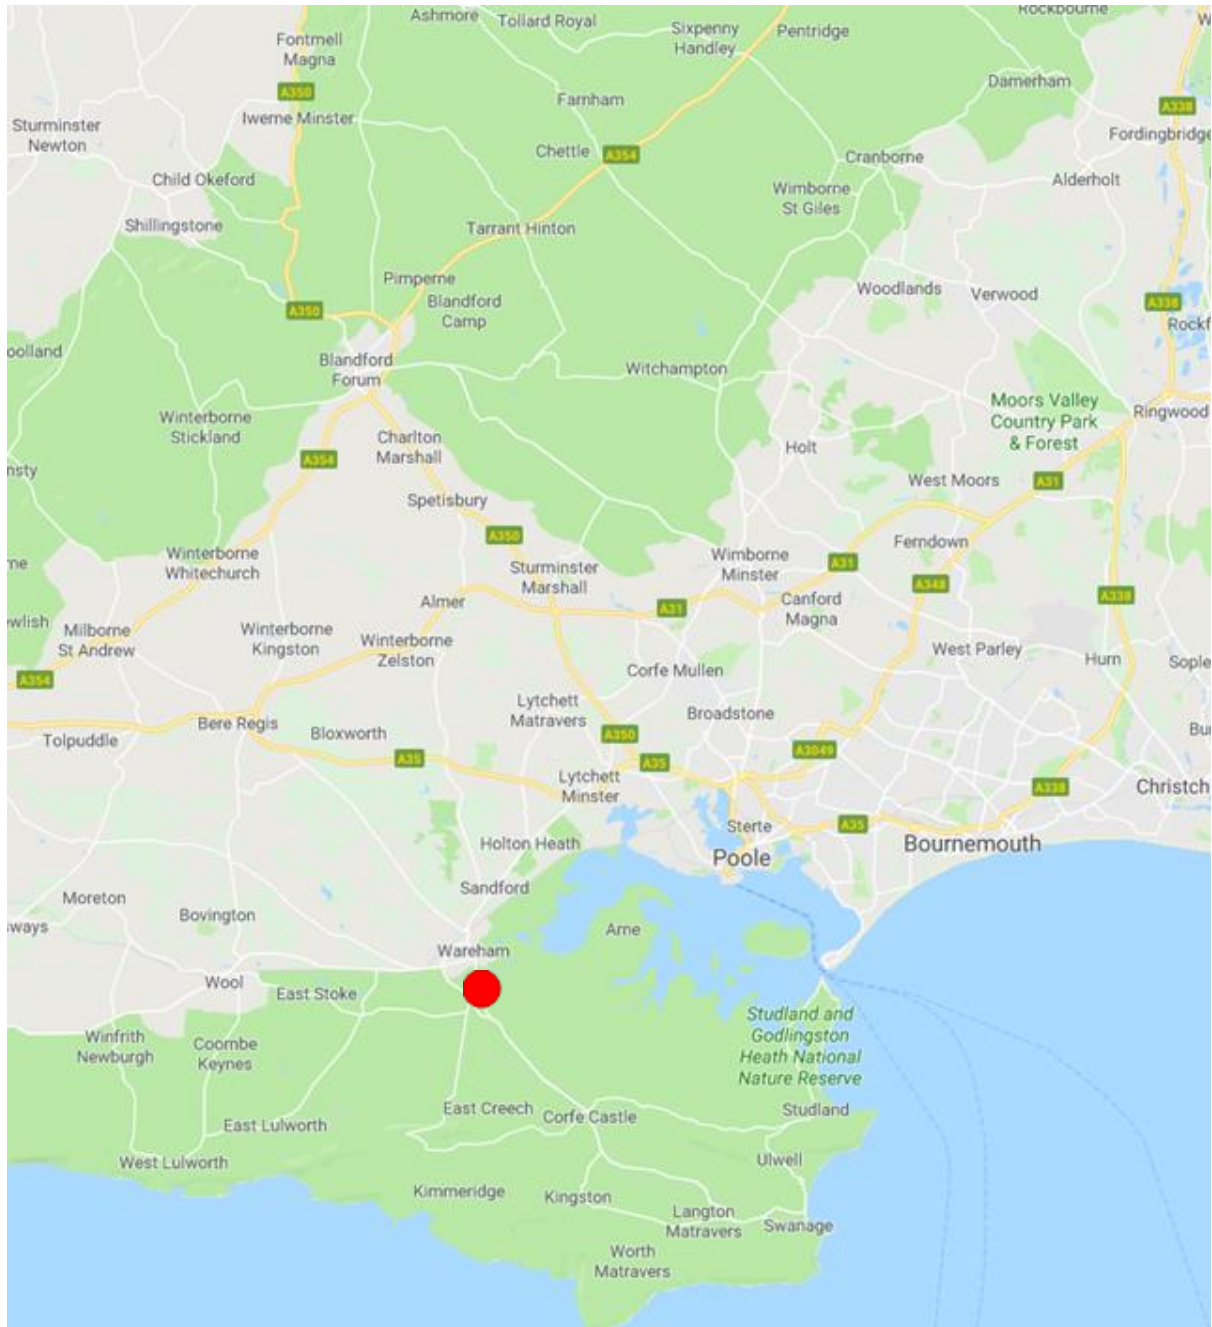 Ashmore
Tollard Royal
Sixpenny
Handley
Pentridge
Rockbourne
Fontmell
Magna
Damerham
A350
Farnham
A338
Iwerne Minster
Sturminster
Newton
Fordingbridge
Chettle
A354
Cranborne
Child Okeford
Alderholt
Wimborne
St Giles
Shillingstone
Tarrant Hinton
Pimperne
Blandford
Camp
Woodlands
Verwood
A338
A350
Rockf
oolland
Blandford
Forum
Witchampton
Moors Valley
Country Park
& Forest
Ringwood
Winterborne
Stickland
Charlton
Marshall
Holt
A354
nsty
West Moors
A31
Spetisbury
A350
Ferndown
Winterborne
Whitechurch
Sturminster
Marshall
Wimborne
Minster
A31
me
A348
A338
Almer
A31
Canford
Magna
ewlish
Milborne
St Andrew
Winterborne
Kingston
Winterborne
Zelston
West Parley
Hurn
Sople
A354
Corfe Mullen
Lytchett
Matravers
Broadstone
Bere Regis
Bloxworth
A350
Bu
Tolpuddle
A35
A35
A3049
Lytchett
Minster
A338
Christch
Sterte
A35
Holton Heath
Poole
Bournemouth
Sandford
Moreton
Bovington
sways
Arne
Wareham
Wool
East Stoke
Studland and
Godlingston
Heath National
Nature Reserve
Winfrith
Newburgh
Coombe
Keynes
East Creech
Corfe Castle
Studland
East Lulworth
West Lulworth
Ulwell
Kimmeridge
Kingston
Langton
Matravers
Swanage
Worth
Matravers